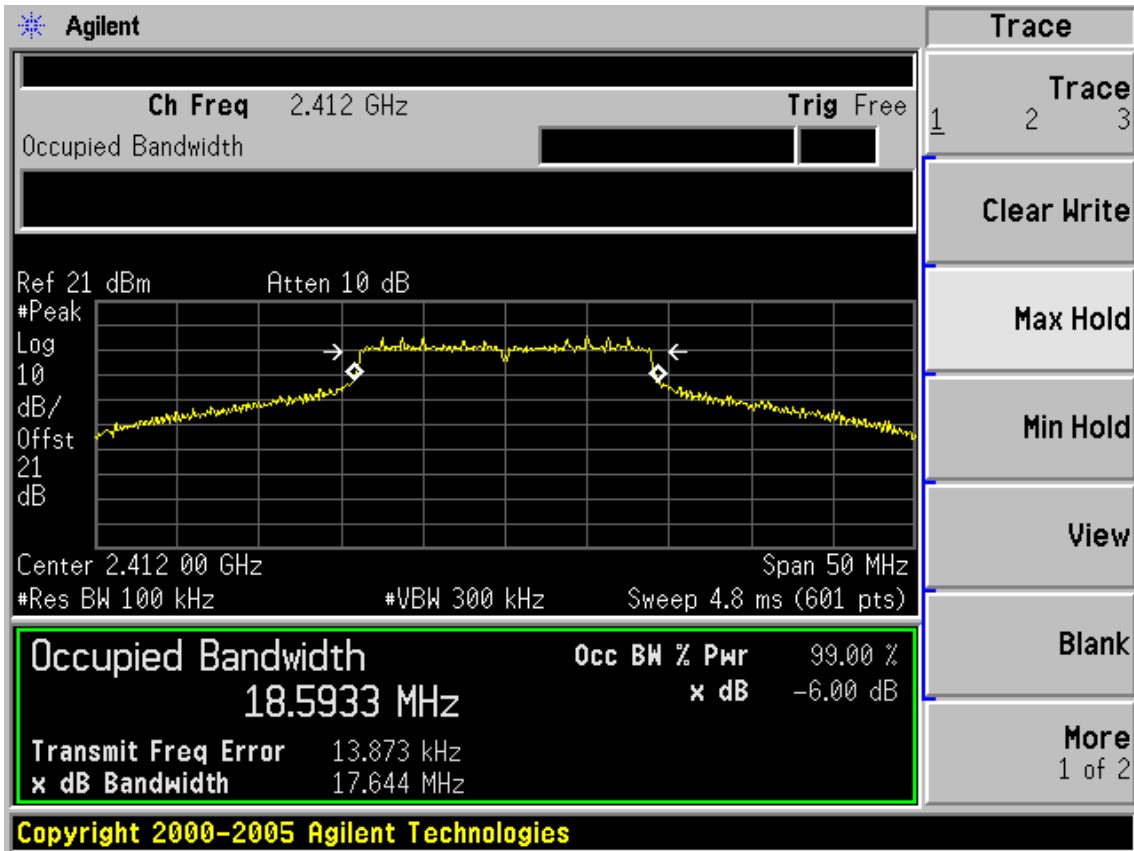 Agilent
Trace
Ch Freq 2.412 GHz Trig Free
Occupied Bandwidth
Ref 21 dBm Atten 10 dB
#Peak
Log
10
dB/
Offst
21
dB
Center 2.412 00 GHz Span 50 MHz
#Res BW 100 kHz #VBW 300 kHz Sweep 4.8 ms (601 pts)
Occupied Bandwidth
18.5933 MHz
Occ BW % Pwr 99.00 %
x dB -6.00 dB
Transmit Freq Error 13.873 kHz
x dB Bandwidth 17.644 MHz
Copyright 2000-2005 Agilent Technologies
Trace
1 2 3
Clear Write
Max Hold
Min Hold
View
Blank
More
1 of 2